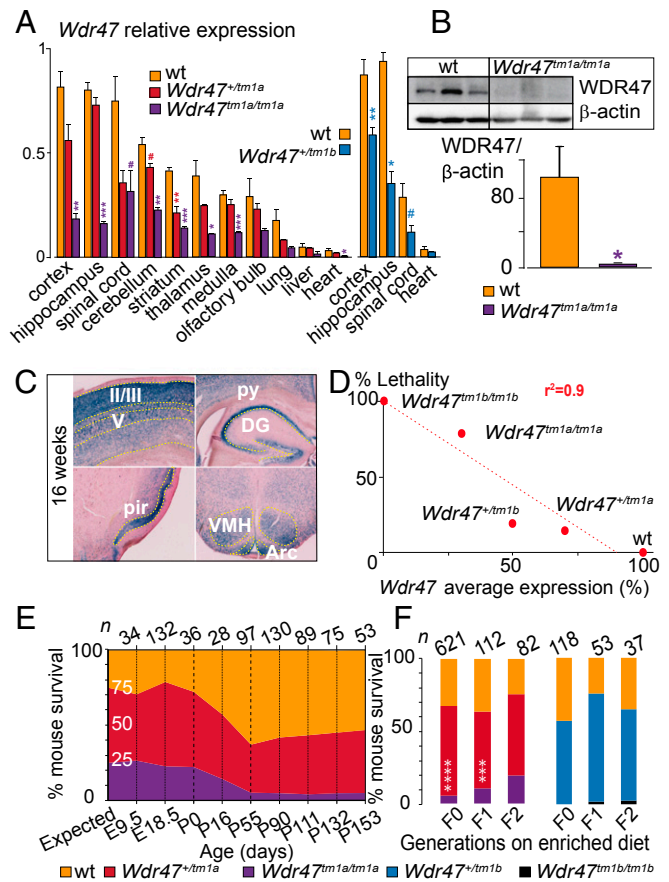 A
Wdr47 relative expression
1
0.5
0
wt
Wdr47+/tm1a
Wdr47tm1a/tm1a
** *** # # ** ** *** * *** *
cortex
hippocampus
spinal cord
cerebellum
striatum
thalamus
medulla
olfactory bulb
lung
liver
heart
wt
Wdr47+/tm1b
** * #
cortex
hippocampus
spinal cord
heart
B
wt Wdr47tm1a/tm1a
WDR47
β-actin
WDR47/
β-actin
80
0
*
wt
Wdr47tm1a/tm1a
C
16 weeks
II/III
V
py
DG
pir
VMH
Arc
D
% Lethality
r²=0.9
100
50
0
Wdr47tm1b/tm1b
Wdr47tm1a/tm1a
Wdr47+/tm1b
Wdr47+/tm1a
wt
0 50 100
Wdr47 average expression (%)
E
n 34 132 36 28 97 130 89 75 53
% mouse survival
100
50
0
75
50
25
Expected E9.5 E18.5 P0 P16 P55 P90 P111 P132 P153
Age (days)
F
n 621 112 82 118 53 37
% mouse survival
100
50
0
**** ***
F0 F1 F2 F0 F1 F2
Generations on enriched diet
wt Wdr47+/tm1a Wdr47tm1a/tm1a Wdr47+/tm1b Wdr47tm1b/tm1b